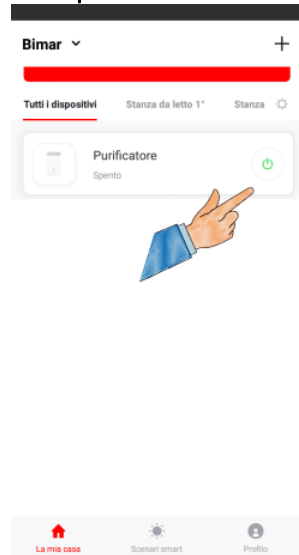 Bimar
Tutti i dispositivi Stanza da letto 1° Stanza
Purificatore
Spento
La mia casa Scenari smart Profilo